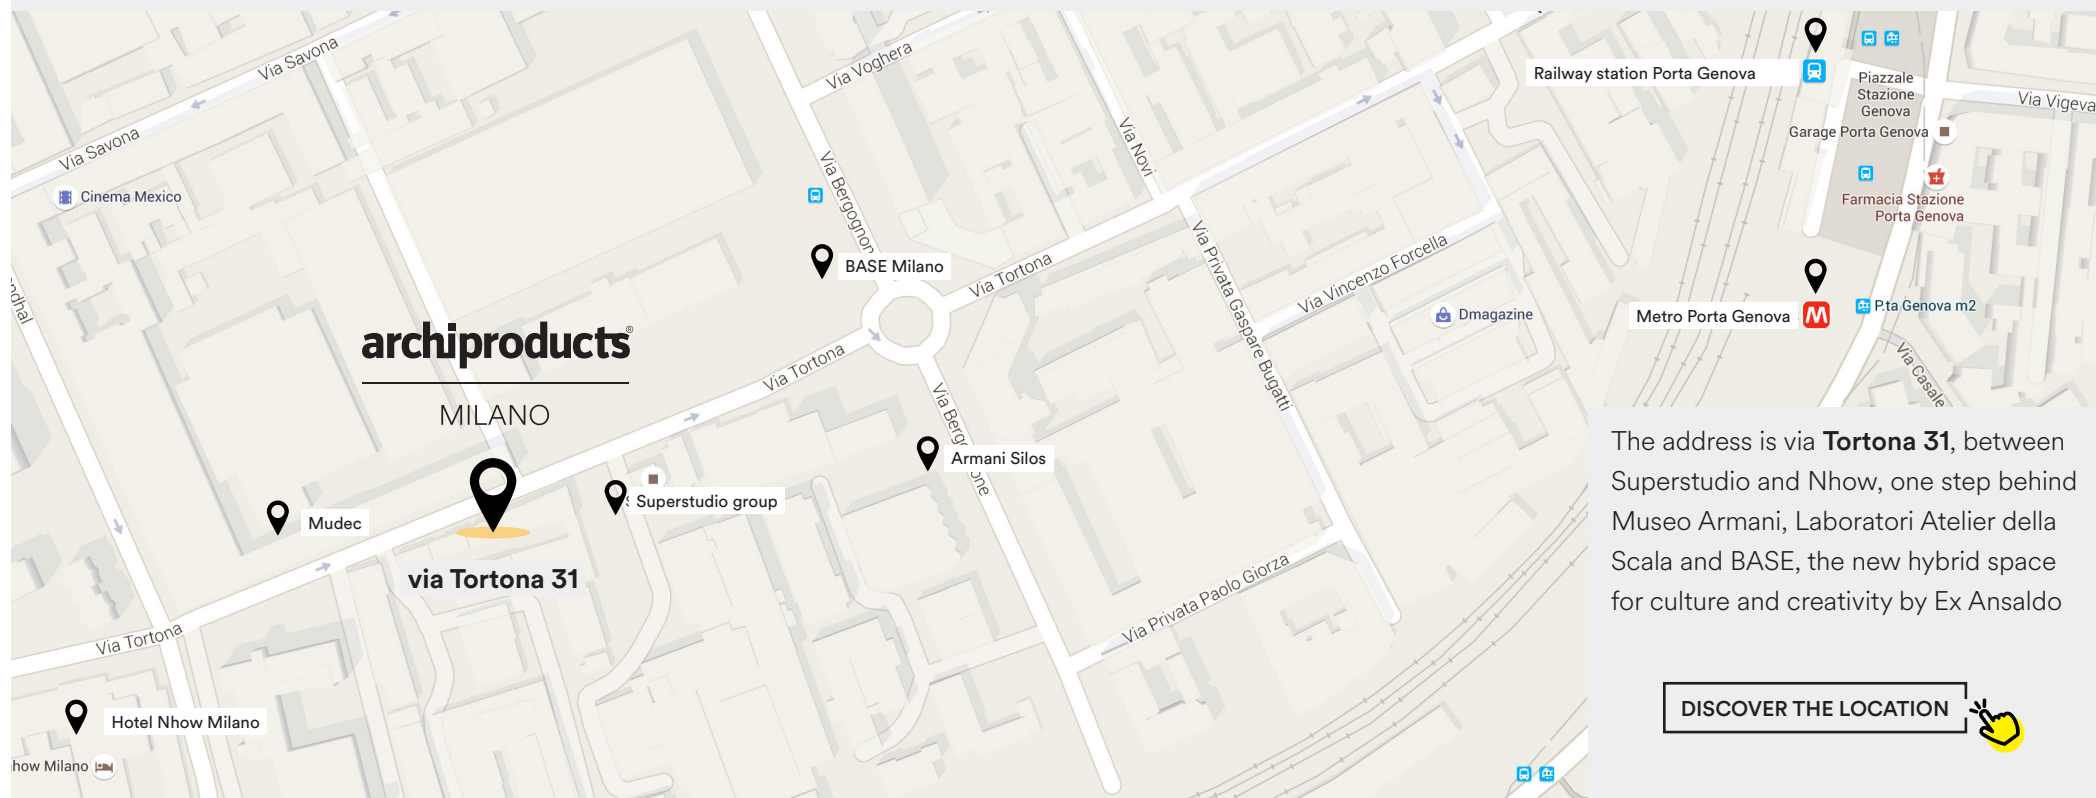 Via Savona
Via Savona
Cinema Mexico
Via Voghera
Via Bergognon
Via Novi
Railway station Porta Genova
Piazzale
Stazione
Genova
Via Vigeva
Garage Porta Genova
Farmacia Stazione
Porta Genova
BASE Milano
Via Tortona
Via Privata Gaspare Bugatti
Via Vincenzo Forcella
Dmagazine
Metro Porta Genova
M
P.ta Genova m2
Via Casale
archiproducts®
MILANO
Via Tortona
Armani Silos
Superstudio group
Mudec
via Tortona 31
Via Privata Paolo Giorza
Via Tortona
Hotel Nhow Milano
how Milano
The address is via Tortona 31, between
Superstudio and Nhow, one step behind
Museo Armani, Laboratori Atelier della
Scala and BASE, the new hybrid space
for culture and creativity by Ex Ansaldo
DISCOVER THE LOCATION